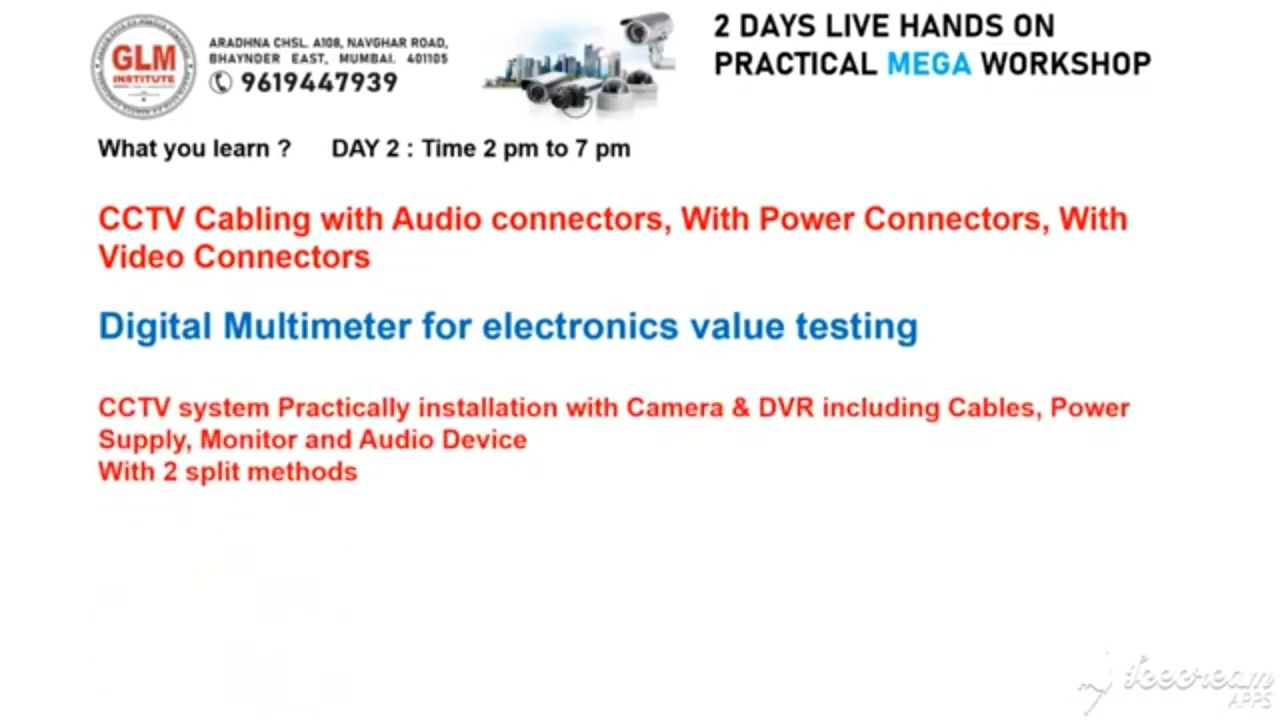 GLM
INSTITUTE
ARADHNA CHSL. A108, NAVGHAR ROAD,
BHAYNDER EAST, MUMBAI. 401105
9619447939
2 DAYS LIVE HANDS ON
PRACTICAL MEGA WORKSHOP
What you learn ? DAY 2 : Time 2 pm to 7 pm
CCTV Cabling with Audio connectors, With Power Connectors, With
Video Connectors
Digital Multimeter for electronics value testing
CCTV system Practically installation with Camera & DVR including Cables, Power
Supply, Monitor and Audio Device
With 2 split methods
Icecream
APPS